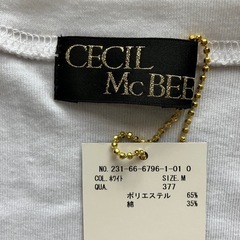 CECIL
McBEE
NO. 231-66-6796-1-01 0
COL. ﾎﾜｲﾄ SIZE. M
QUA. 377
ポリエステル 65%
綿 35%